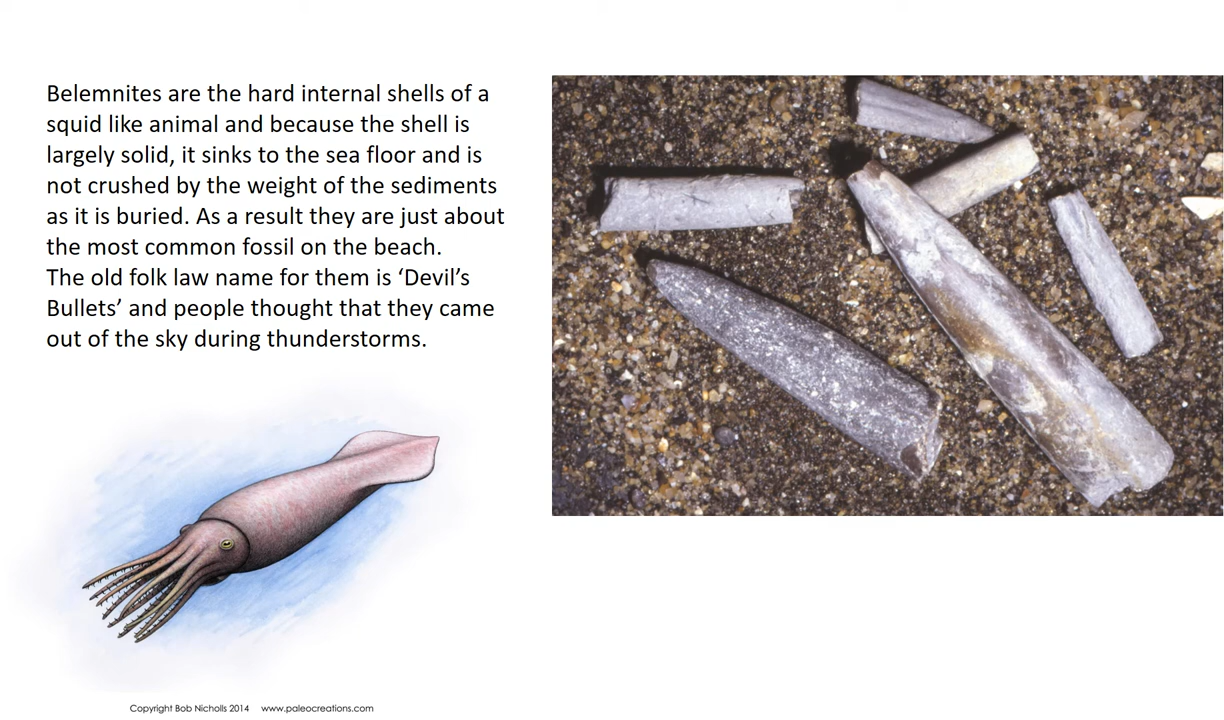 Belemnites are the hard internal shells of a
squid like animal and because the shell is
largely solid, it sinks to the sea floor and is
not crushed by the weight of the sediments
as it is buried. As a result they are just about
the most common fossil on the beach.
The old folk law name for them is ‘Devil’s
Bullets’ and people thought that they came
out of the sky during thunderstorms.
Copyright Bob Nicholls 2014 www.paleocreations.com